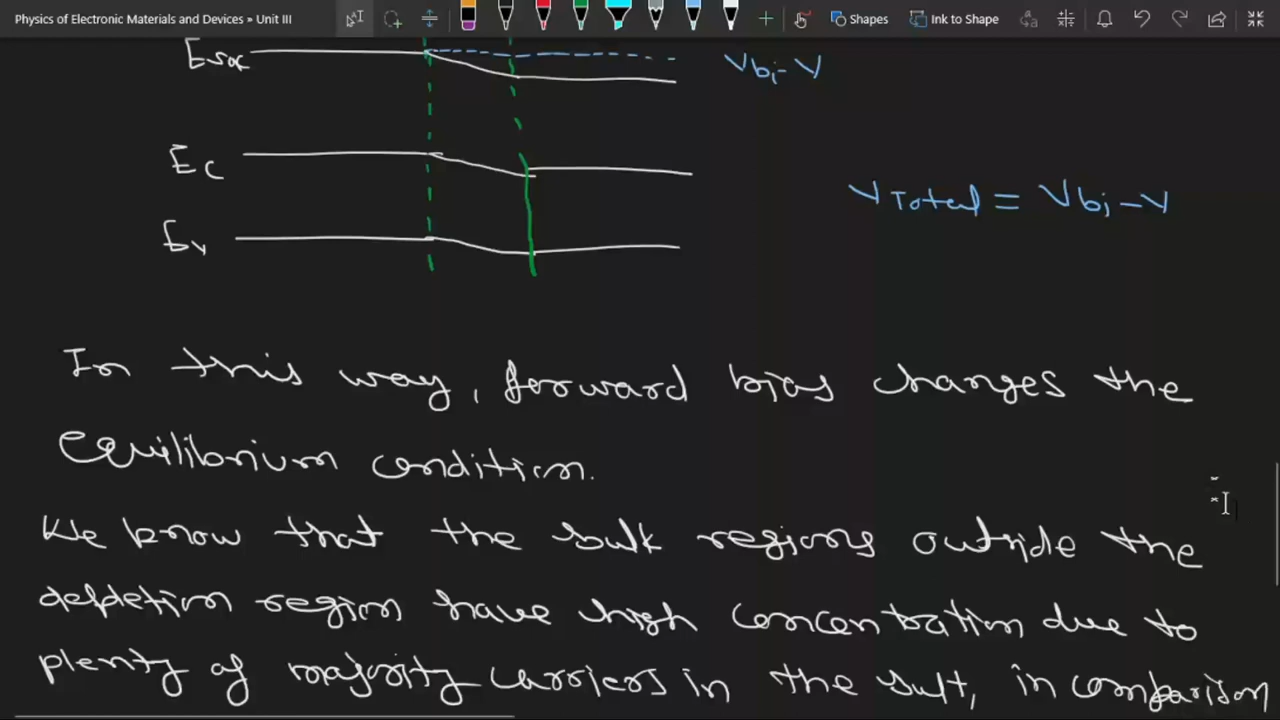 Physics of Electronic Materials and Devices » Unit III
Shapes
Ink to Shape
Vbi - V
EC
VTotal = Vbi - V
Ev
In this way, forward bias changes the
equilibrium condition.
We know that the bulk regions outside the
depletion region have high concentration due to
plenty of majority carriers in the in comparison